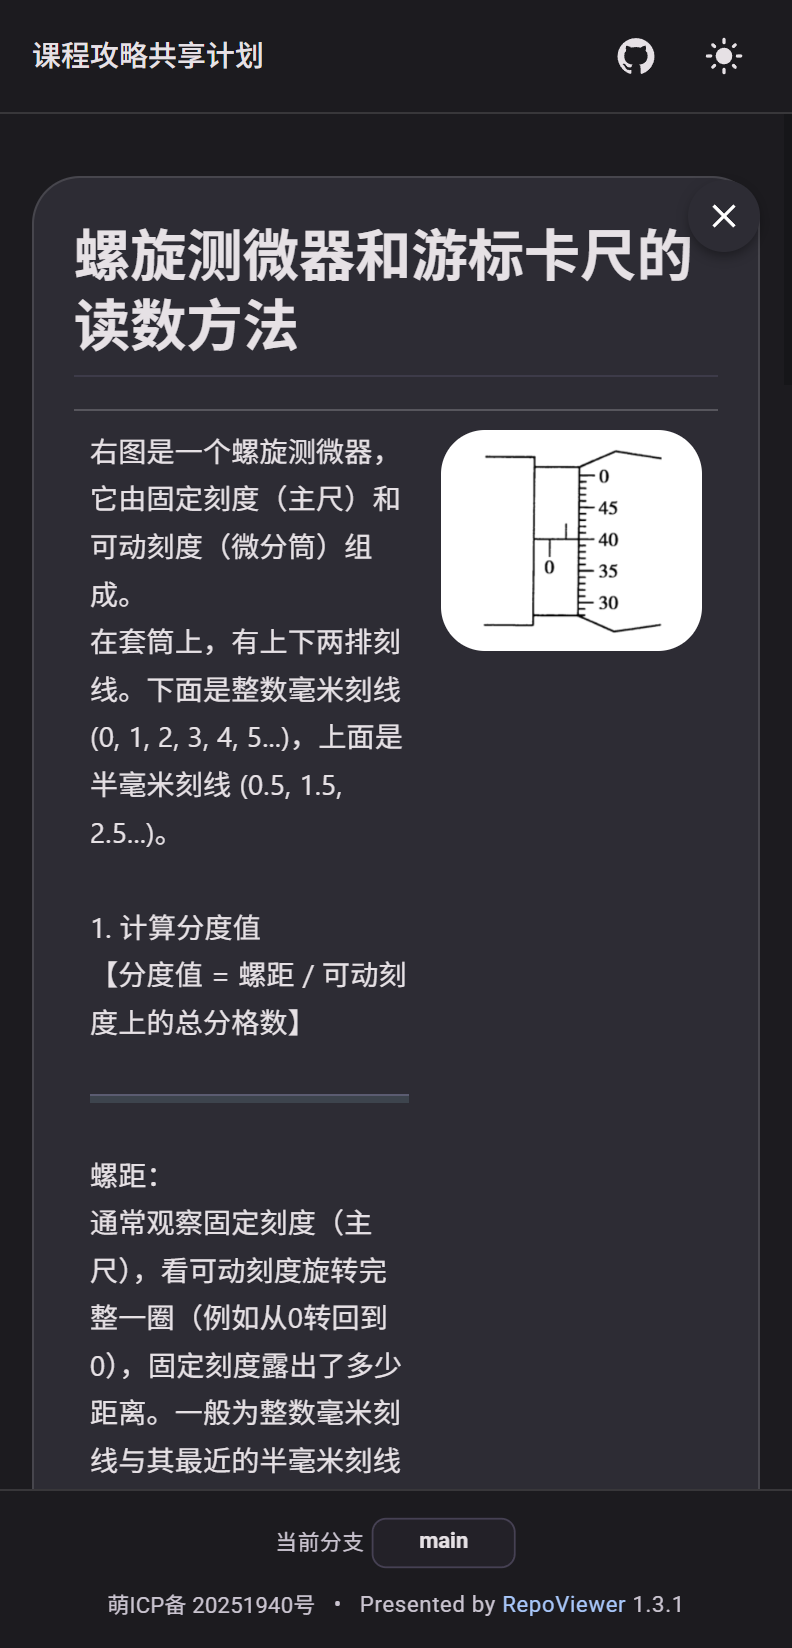 课程攻略共享计划
螺旋测微器和游标卡尺的
读数方法
右图是一个螺旋测微器，
它由固定刻度（主尺）和
可动刻度（微分筒）组
成。
在套筒上，有上下两排刻
线。下面是整数毫米刻线
(0, 1, 2, 3, 4, 5...)，上面是
半毫米刻线 (0.5, 1.5,
2.5...)。
0
45
40
35
30
0
1. 计算分度值
【分度值 = 螺距 / 可动刻
度上的总分格数】
螺距：
通常观察固定刻度（主
尺），看可动刻度旋转完
整一圈（例如从0转回到
0），固定刻度露出了多少
距离。一般为整数毫米刻
线与其最近的半毫米刻线
当前分支 main
萌ICP备 20251940号 • Presented by RepoViewer 1.3.1